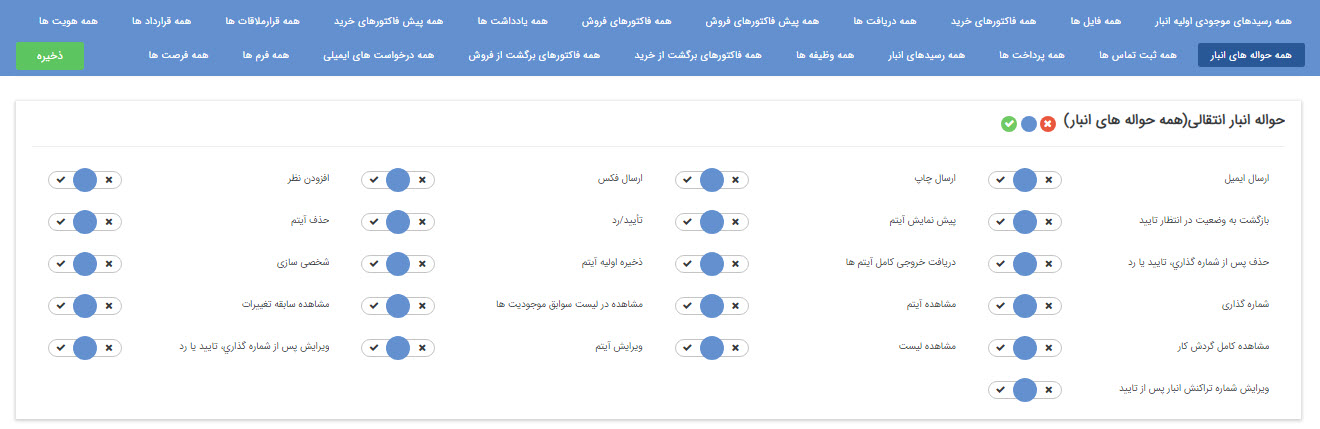 همه رسیدهای موجودی اولیه انبار همه فایل ها همه فاکتورهای خرید همه دریافت ها همه پیش فاکتورهای فروش همه فاکتورهای فروش همه یادداشت ها همه پیش فاکتورهای خرید همه قرارملاقات ها همه قرارداد ها همه هویت ها
همه حواله های انبار همه ثبت تماس ها همه پرداخت ها همه رسیدهای انبار همه وظیفه ها همه فاکتورهای برگشت از خرید همه فاکتورهای برگشت از فروش همه درخواست های ایمیلی همه فرم ها همه فرصت ها ذخیره
حواله انبار انتقالی(همه حواله های انبار)
ارسال ایمیل ارسال چاپ ارسال فکس افزودن نظر
بازگشت به وضعیت در انتظار تایید پیش نمایش آیتم تأیید/رد حذف آیتم
حذف پس از شماره گذاري، تایید یا رد دریافت خروجی کامل آیتم ها ذخیره اولیه آیتم شخصی سازی
شماره گذاری مشاهده آیتم مشاهده در لیست سوابق موجودیت ها مشاهده سابقه تغییرات
مشاهده کامل گردش کار مشاهده لیست ویرایش آیتم ویرایش پس از شماره گذاري، تایید یا رد
ویرایش شماره تراکنش انبار پس از تایید